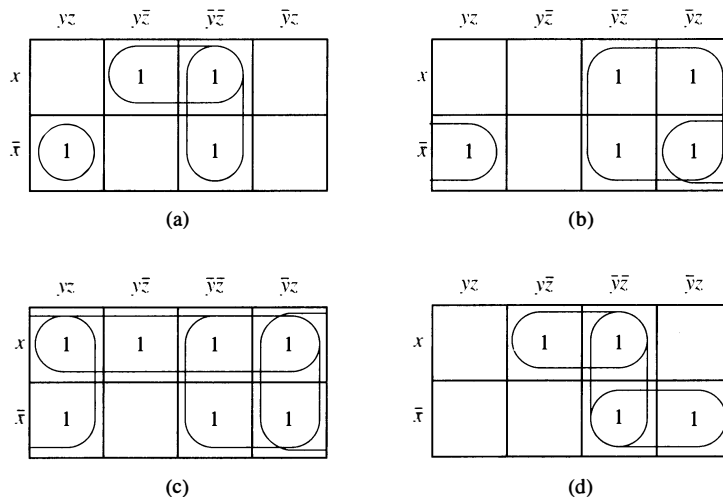 yz yz̄ ȳz̄ ȳz
x 1 1
x̄ 1 1
(a)
yz yz̄ ȳz̄ ȳz
x 1 1
x̄ 1 1 1
(b)
yz yz̄ ȳz̄ ȳz
x 1 1 1 1
x̄ 1 1 1
(c)
yz yz̄ ȳz̄ ȳz
x 1 1
x̄ 1 1
(d)